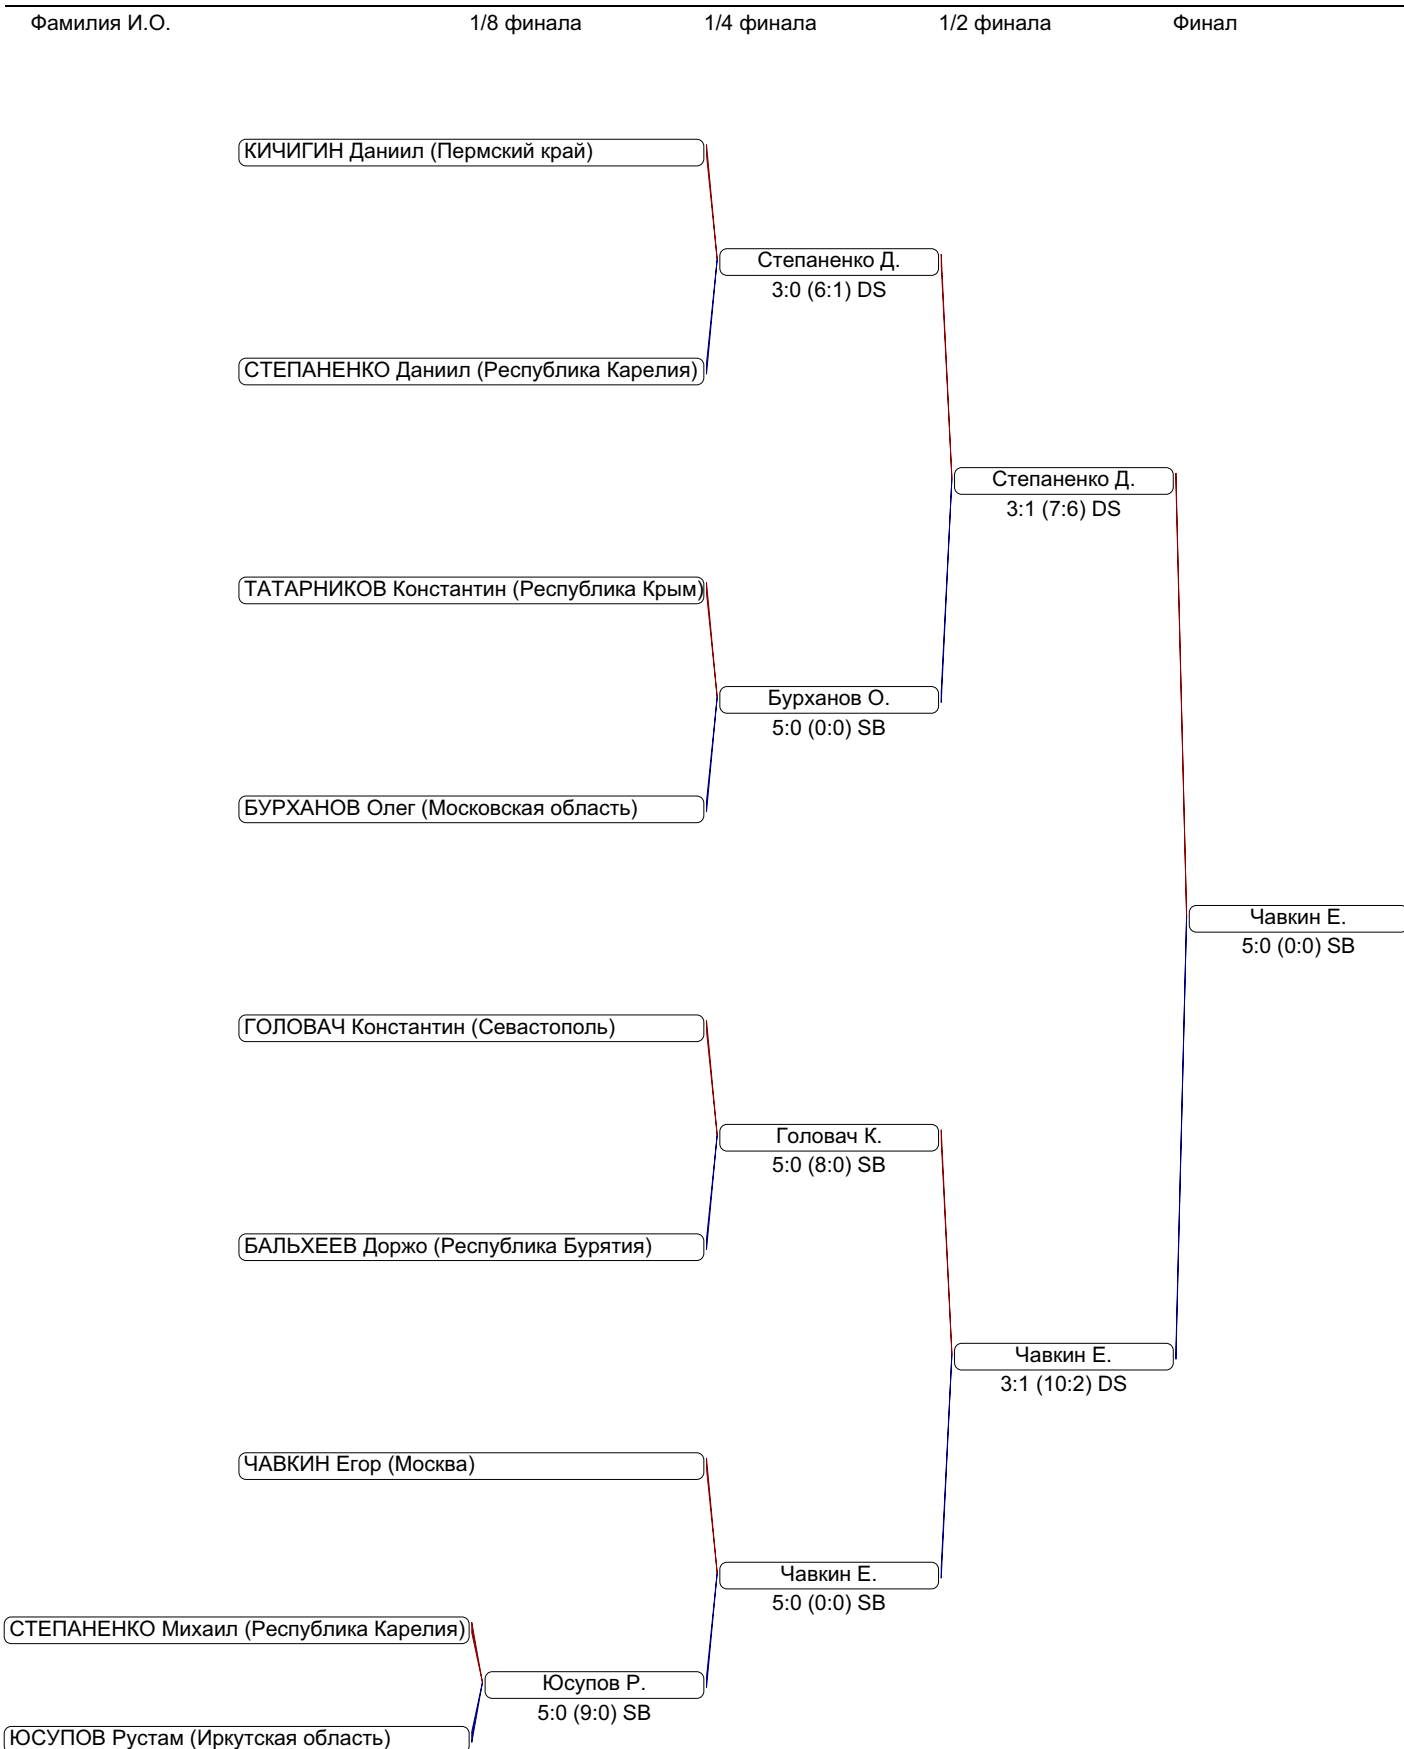 Фамилия И.О. 1/8 финала 1/4 финала 1/2 финала Финал
КИЧИГИН Даниил (Пермский край)
Степаненко Д.
3:0 (6:1) DS
СТЕПАНЕНКО Даниил (Республика Карелия)
Степаненко Д.
3:1 (7:6) DS
ТАТАРНИКОВ Константин (Республика Крым)
Бурханов О.
5:0 (0:0) SB
БУРХАНОВ Олег (Московская область)
Чавкин Е.
5:0 (0:0) SB
ГОЛОВАЧ Константин (Севастополь)
Головач К.
5:0 (8:0) SB
БАЛЬХЕЕВ Доржо (Республика Бурятия)
Чавкин Е.
3:1 (10:2) DS
ЧАВКИН Егор (Москва)
Чавкин Е.
5:0 (0:0) SB
СТЕПАНЕНКО Михаил (Республика Карелия)
Юсупов Р.
5:0 (9:0) SB
ЮСУПОВ Рустам (Иркутская область)